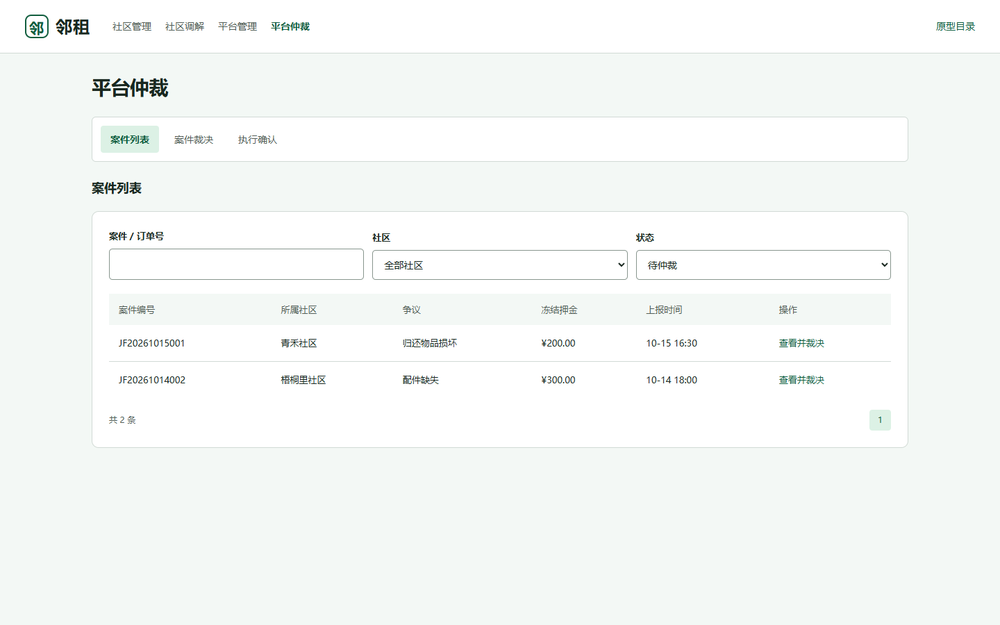 邻 邻租 社区管理 社区调解 平台管理 平台仲裁 原型目录
平台仲裁
案件列表 案件裁决 执行确认
案件列表
案件 / 订单号 社区 状态
全部社区 待仲裁
案件编号 所属社区 争议 冻结押金 上报时间 操作
JF20261015001 青禾社区 归还物品损坏 ¥200.00 10-15 16:30 查看并裁决
JF20261014002 梧桐里社区 配件缺失 ¥300.00 10-14 18:00 查看并裁决
共 2 条 1